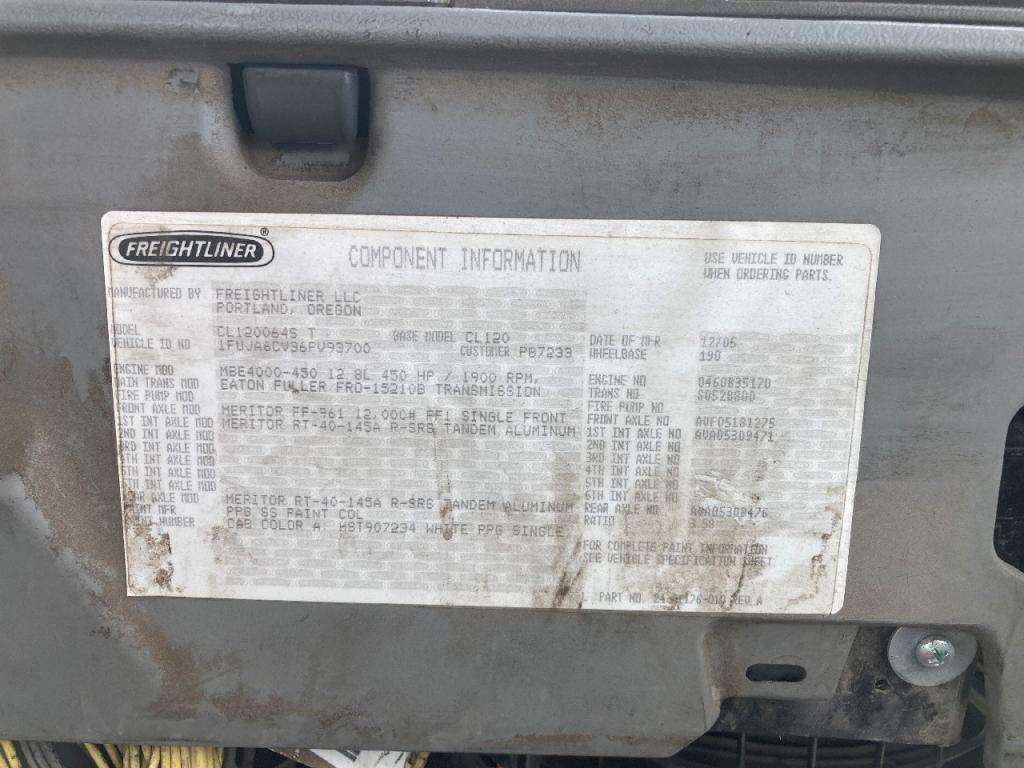 FREIGHTLINER®
COMPONENT INFORMATION
USE VEHICLE ID NUMBER
WHEN ORDERING PARTS.
MANUFACTURED BY FREIGHTLINER LLC
PORTLAND, OREGON
MODEL CL120064S T GASE MODEL CL120 DATE OF MFR 12/05
VEHICLE ID NO 1FUJA6CV36PV93700 CUSTOMER P87233 WHEELBASE 190
ENGINE MOD MBE4000-450 12.8L 450 HP / 1900 RPM, ENGINE NO 0460835170
MAIN TRANS MOD EATON FULLER FRO-15210B TRANSMISSION TRANS NO S0528800
FIRE PUMP MOD FIRE PUMP NO
FRONT AXLE MOD MERITOR FF-961 12,000# FF1 SINGLE FRONT FRONT AXLE NO AVF05181275
1ST INT AXLE MOD MERITOR RT-40-145A R-SRS TANDEM ALUMINUM 1ST INT AXLE NO AVA05309471
2ND INT AXLE MOD 2ND INT AXLE NO
3RD INT AXLE MOD 3RD INT AXLE NO
4TH INT AXLE MOD 4TH INT AXLE NO
5TH INT AXLE MOD 5TH INT AXLE NO
6TH INT AXLE MOD 6TH INT AXLE NO
REAR AXLE MOD MERITOR RT-40-145A R-SRS TANDEM ALUMINUM REAR AXLE NO AVA05309476
PAINT MFR PPG SS PAINT COL RATIO 3.58
PAINT NUMBER CAB COLOR A: HST907234 WHITE PPG SINGLE
FOR COMPLETE PAINT INFORMATION
SEE VEHICLE SPECIFICATION SHEET
PART NO. REV A